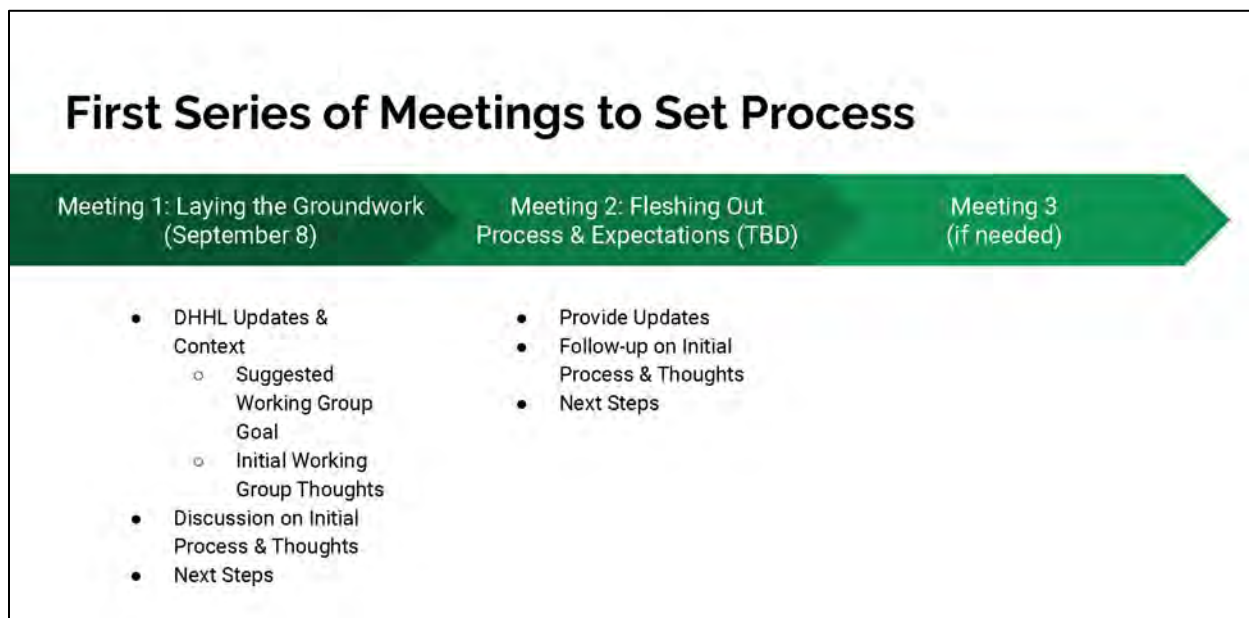 First Series of Meetings to Set Process
Meeting 1: Laying the Groundwork
(September 8)
Meeting 2: Fleshing Out
Process & Expectations (TBD)
Meeting 3
(if needed)
● DHHL Updates &
Context
○ Suggested
Working Group
Goal
○ Initial Working
Group Thoughts
● Discussion on Initial
Process & Thoughts
● Next Steps
● Provide Updates
● Follow-up on Initial
Process & Thoughts
● Next Steps